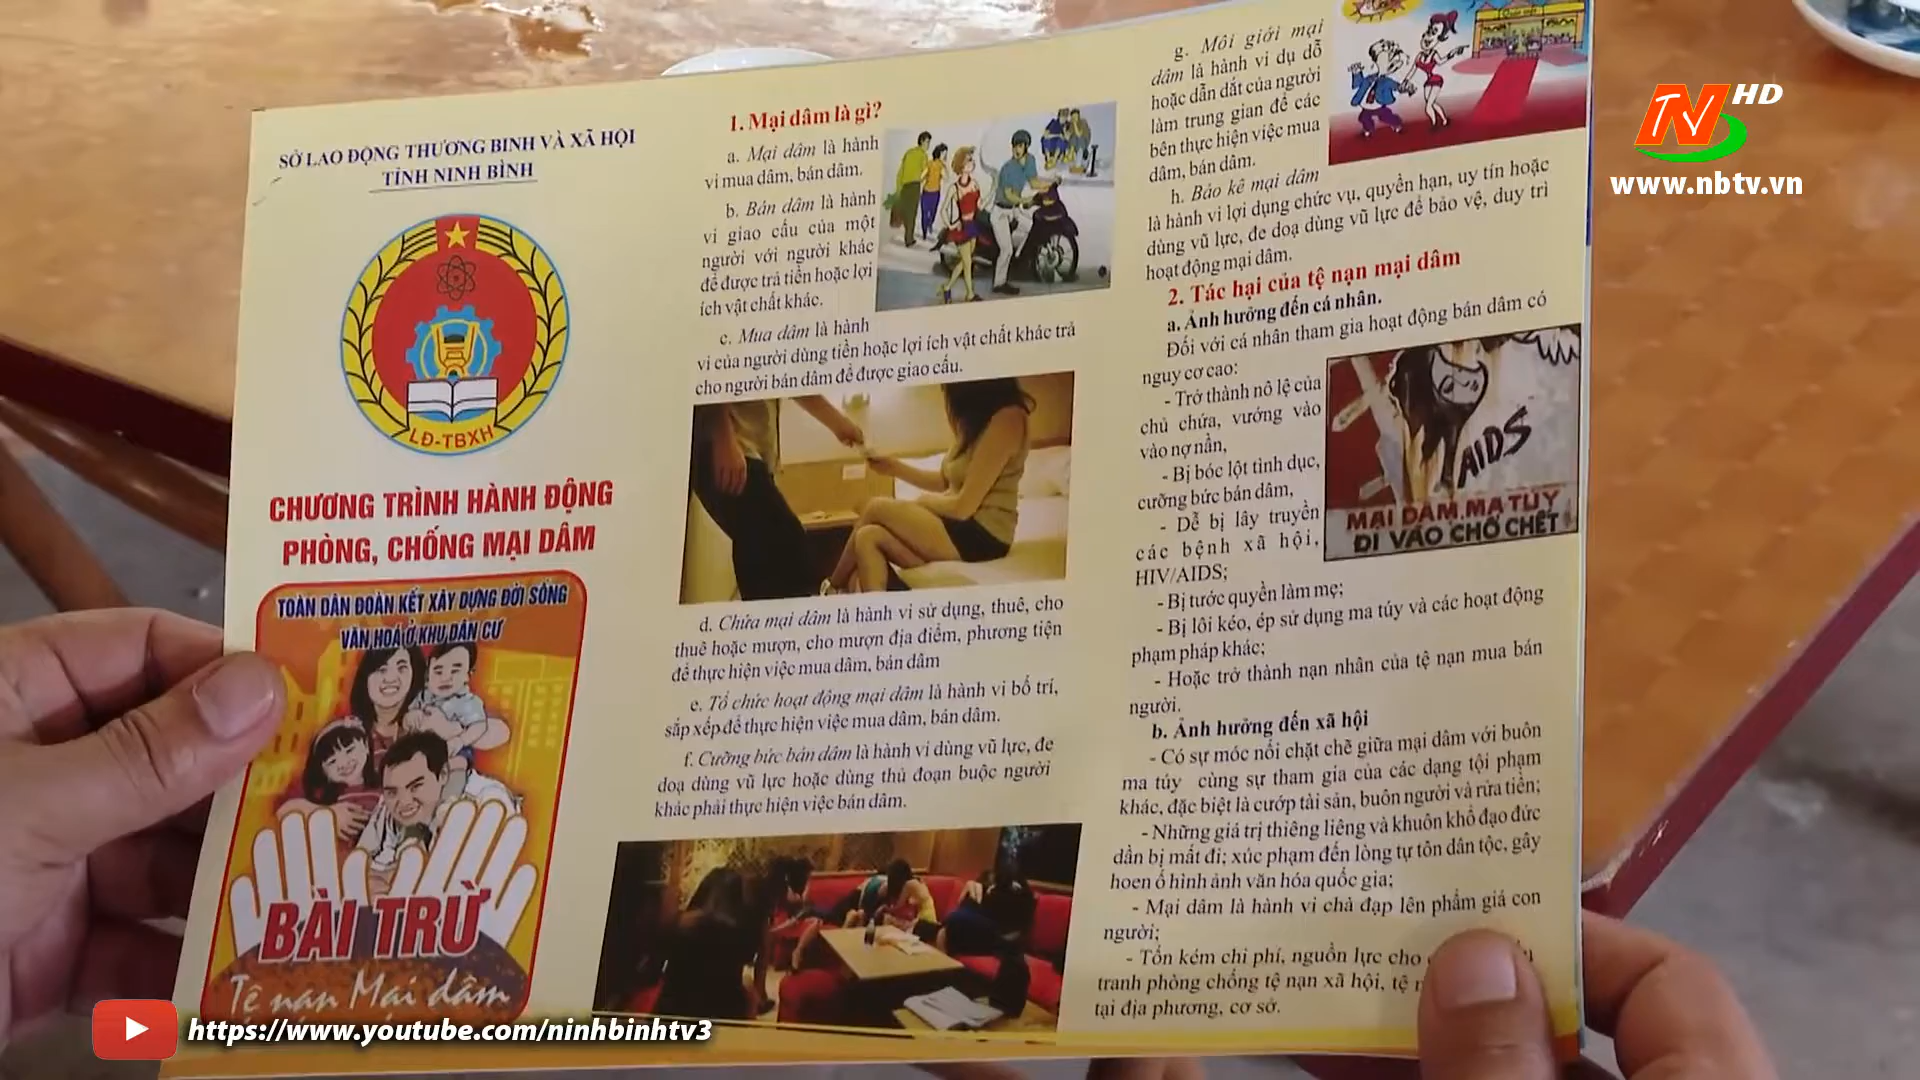 SỞ LAO ĐỘNG THƯƠNG BINH VÀ XÃ HỘI
TỈNH NINH BÌNH
LĐ-TBXH
CHƯƠNG TRÌNH HÀNH ĐỘNG
PHÒNG, CHỐNG MẠI DÂM
TOÀN DÂN ĐOÀN KẾT XÂY DỰNG ĐỜI SỐNG
VĂN HOÁ Ở KHU DÂN CƯ
BÀI TRỪ
Tệ nạn Mại dâm
1. Mại dâm là gì?
a. Mại dâm là hành
vi mua dâm, bán dâm.
b. Bán dâm là hành
vi giao cấu của một
người với người khác
để được trả tiền hoặc lợi
ích vật chất khác.
c. Mua dâm là hành
vi của người dùng tiền hoặc lợi ích vật chất khác trả
cho người bán dâm để được giao cấu.
d. Chứa mại dâm là hành vi sử dụng, thuê, cho
thuê hoặc mượn, cho mượn địa điểm, phương tiện
để thực hiện việc mua dâm, bán dâm
e. Tổ chức hoạt động mại dâm là hành vi bố trí,
sắp xếp để thực hiện việc mua dâm, bán dâm.
f. Cưỡng bức bán dâm là hành vi dùng vũ lực, đe
doạ dùng vũ lực hoặc dùng thủ đoạn buộc người
khác phải thực hiện việc bán dâm.
g. Môi giới mại
dâm là hành vi dụ dỗ
hoặc dẫn dắt của người
làm trung gian để các
bên thực hiện việc mua
dâm, bán dâm.
h. Bảo kê mại dâm
là hành vi lợi dụng chức vụ, quyền hạn, uy tín hoặc
dùng vũ lực, đe doạ dùng vũ lực để bảo vệ, duy trì
hoạt động mại dâm.
2. Tác hại của tệ nạn mại dâm
a. Ảnh hưởng đến cá nhân.
Đối với cá nhân tham gia hoạt động bán dâm có
nguy cơ cao:
- Trở thành nô lệ của
chủ chứa, vướng vào
vào nợ nần,
- Bị bóc lột tình dục,
cưỡng bức bán dâm,
- Dễ bị lây truyền
các bệnh xã hội,
HIV/AIDS;
AIDS
MẠI DÂM, MA TUÝ
ĐI VÀO CHỖ CHẾT
- Bị tước quyền làm mẹ;
- Bị lôi kéo, ép sử dụng ma túy và các hoạt động
phạm pháp khác;
- Hoặc trở thành nạn nhân của tệ nạn mua bán
người.
b. Ảnh hưởng đến xã hội
- Có sự móc nối chặt chẽ giữa mại dâm với buôn
ma túy cùng sự tham gia của các dạng tội phạm
khác, đặc biệt là cướp tài sản, buôn người và rửa tiền;
- Những giá trị thiêng liêng và khuôn khổ đạo đức
dần bị mất đi; xúc phạm đến lòng tự tôn dân tộc, gây
hoen ố hình ảnh văn hóa quốc gia;
- Mại dâm là hành vi chà đạp lên phẩm giá con
người;
- Tốn kém chi phí, nguồn lực cho
tranh phòng chống tệ nạn xã hội, tệ
tại địa phương, cơ sở.
NTV HD
www.nbtv.vn
https://www.youtube.com/ninhbinhtv3